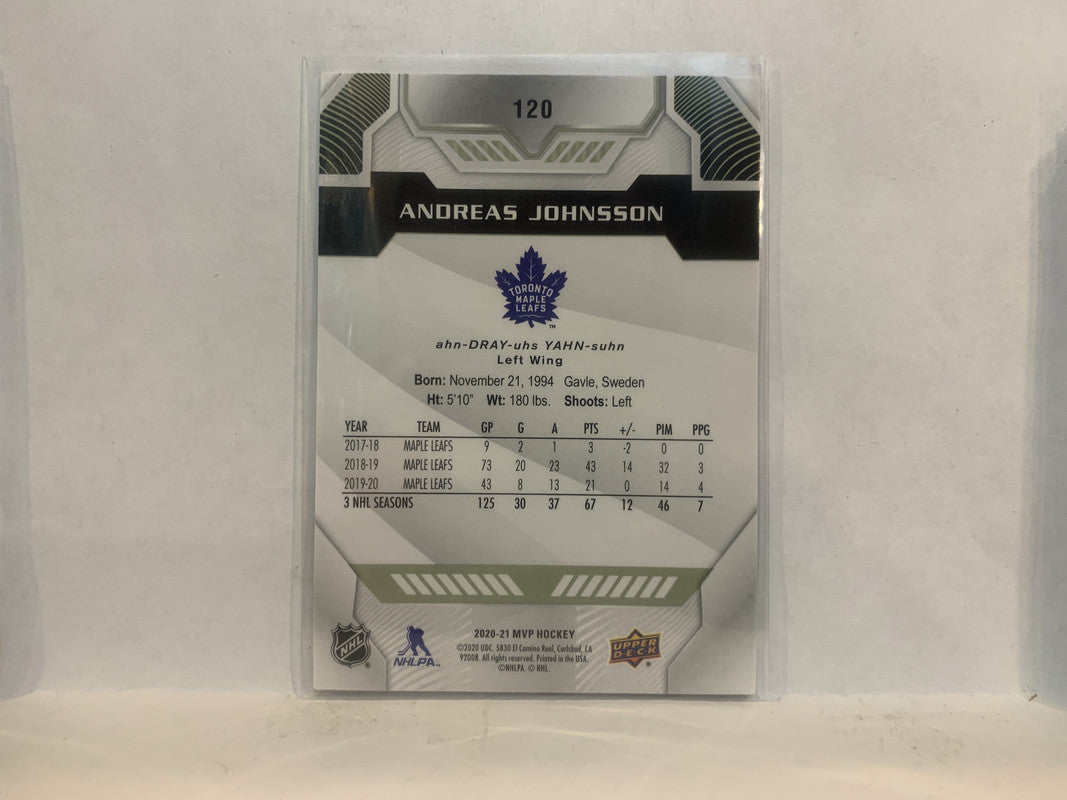 120
ANDREAS JOHNSSON
TORONTO
MAPLE
LEAFS
TM
ahn-DRAY-uhs YAHN-suhn
Left Wing
Born: November 21, 1994 Gavle, Sweden
Ht: 5'10" Wt: 180 lbs. Shoots: Left
YEAR TEAM GP G A PTS +/- PIM PPG
2017-18 MAPLE LEAFS 9 2 1 3 -2 0 0
2018-19 MAPLE LEAFS 73 20 23 43 14 32 3
2019-20 MAPLE LEAFS 43 8 13 21 0 14 4
3 NHL SEASONS 125 30 37 67 12 46 7
2020-21 MVP HOCKEY
©2020 UDC. 5830 El Camino Real, Carlsbad, CA
92008. All rights reserved. Printed in the USA.
©NHLPA. © NHL.
NHL
NHLPA
UPPER
DECK